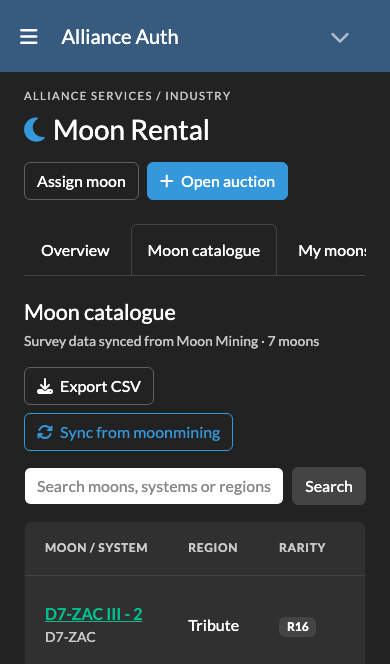 Alliance Auth
ALLIANCE SERVICES / INDUSTRY
Moon Rental
Assign moon
+ Open auction
Overview
Moon catalogue
My moons
Moon catalogue
Survey data synced from Moon Mining · 7 moons
Export CSV
Sync from moonmining
Search moons, systems or regions
Search
MOON / SYSTEM REGION RARITY
D7-ZAC III - 2
D7-ZAC
Tribute
R16